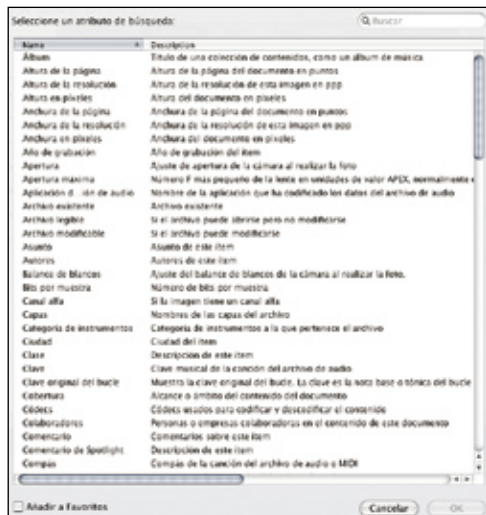 Seleccione un atributo de búsqueda:
Buscar
Name Description
Álbum Título de una colección de contenidos, como un álbum de música
Altura de la página Altura de la página del documento en puntos
Altura de la resolución Altura de la resolución de esta imagen en ppp
Altura en píxeles Altura del documento en píxeles
Anchura de la página Anchura de la página del documento en puntos
Anchura de la resolución Anchura de la resolución de esta imagen en ppp
Anchura en píxeles Anchura del documento en píxeles
Año de grabación Año de grabación del ítem
Apertura Ajuste de apertura de la cámara al realizar la foto
Apertura máxima Número F más pequeño de la lente en unidades de valor APEX, normalmente
Aplicación d...ión de audio Nombre de la aplicación que ha codificado los datos del archivo de audio
Archivo existente Archivo existente
Archivo legible Si el archivo puede abrirse pero no modificarse
Archivo modificable Si el archivo puede modificarse
Asunto Asunto de este ítem
Autores Autores de este ítem
Balance de blancos Ajuste del balance de blancos de la cámara al realizar la foto.
Bits por muestra Número de bits por muestra
Canal alfa Si la imagen tiene un canal alfa
Capas Nombres de las capas del archivo
Categoría de instrumentos Categoría de instrumentos a la que pertenece el archivo
Ciudad Ciudad del ítem
Clase Descripción de este ítem
Clave Clave musical de la canción del archivo de audio
Clave original del bucle Muestra la clave original del bucle. La clave es la nota base o tónica del bucle
Cobertura Alcance o ámbito del contenido del documento
Códecs Códecs usados para codificar y descodificar el contenido
Colaboradores Personas o empresas colaboradoras en el contenido de este documento
Comentario Comentarios sobre este ítem
Comentario de Spotlight Descripción de este ítem
Compás Compás de la canción del archivo de audio o MIDI
Añadir a Favoritos
Cancelar OK